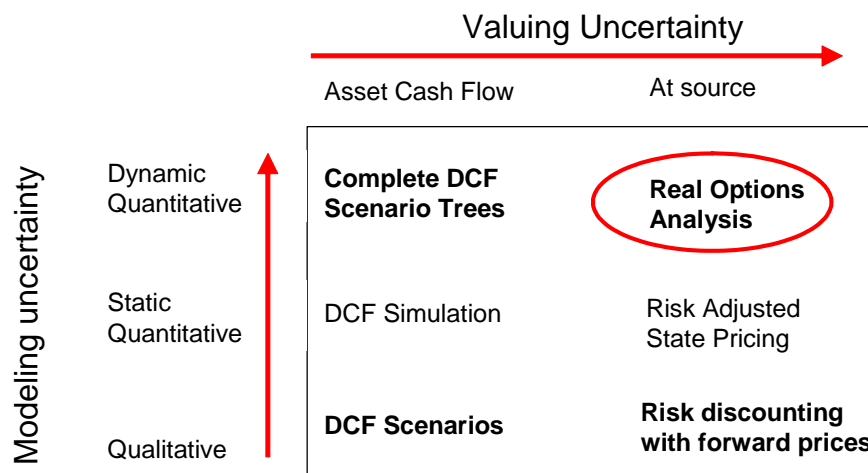 Valuing Uncertainty
Asset Cash Flow
At source
Modeling uncertainty
Dynamic
Quantitative
Complete DCF
Scenario Trees
Real Options
Analysis
Static
Quantitative
DCF Simulation
Risk Adjusted
State Pricing
Qualitative
DCF Scenarios
Risk discounting
with forward prices